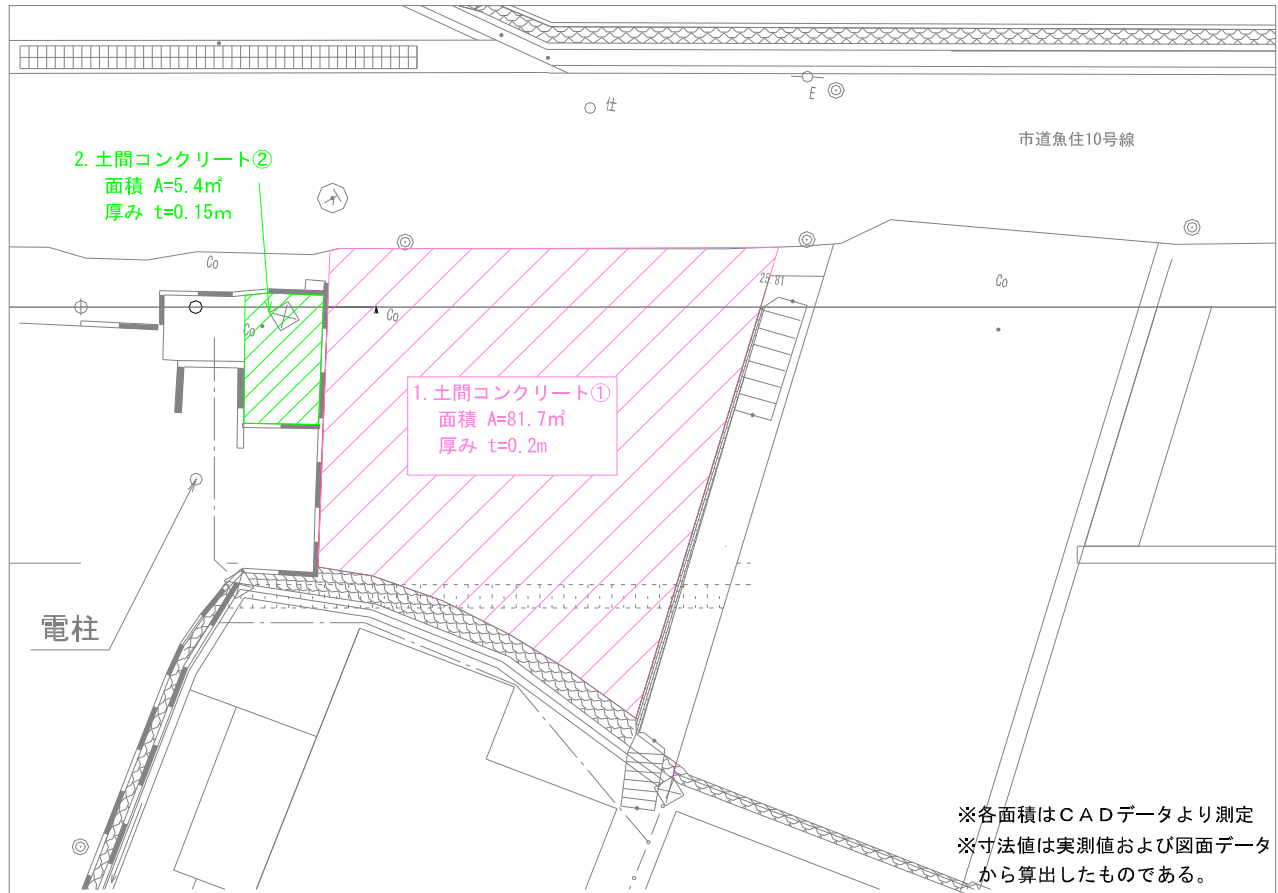 仕
E
市道魚住10号線
2. 土間コンクリート②
面積 A=5.4㎡
厚み t=0.15m
Co
25.81
Co
Co
Co
1. 土間コンクリート①
面積 A=81.7㎡
厚み t=0.2m
電柱
※各面積はCADデータより測定
※寸法値は実測値および図面データ
から算出したものである。